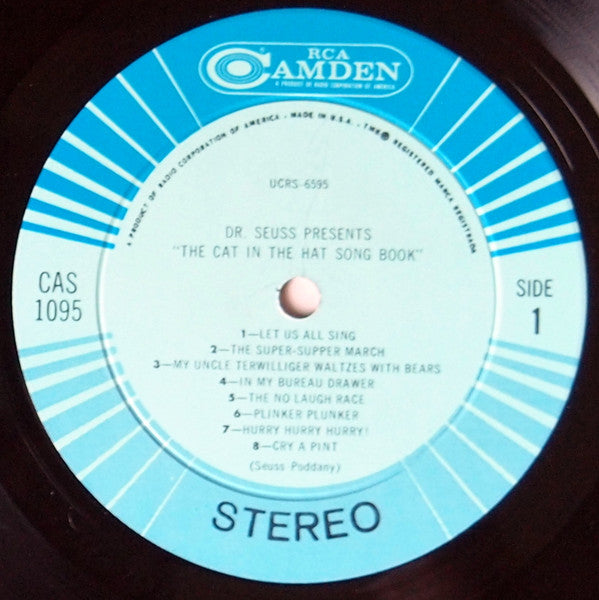 RCA
CAMDEN
A PRODUCT OF RADIO CORPORATION OF AMERICA
A PRODUCT OF RADIO CORPORATION OF AMERICA - MADE IN U.S.A. - TMK® REGISTERED MARCA REGISTRADA
UCRS-6595
DR. SEUSS PRESENTS
"THE CAT IN THE HAT SONG BOOK"
CAS
1095
SIDE
1
1—LET US ALL SING
2—THE SUPER-SUPPER MARCH
3—MY UNCLE TERWILLIGER WALTZES WITH BEARS
4—IN MY BUREAU DRAWER
5—THE NO LAUGH RACE
6—PLINKER PLUNKER
7—HURRY HURRY HURRY!
8—CRY A PINT
(Seuss Poddany)
STEREO